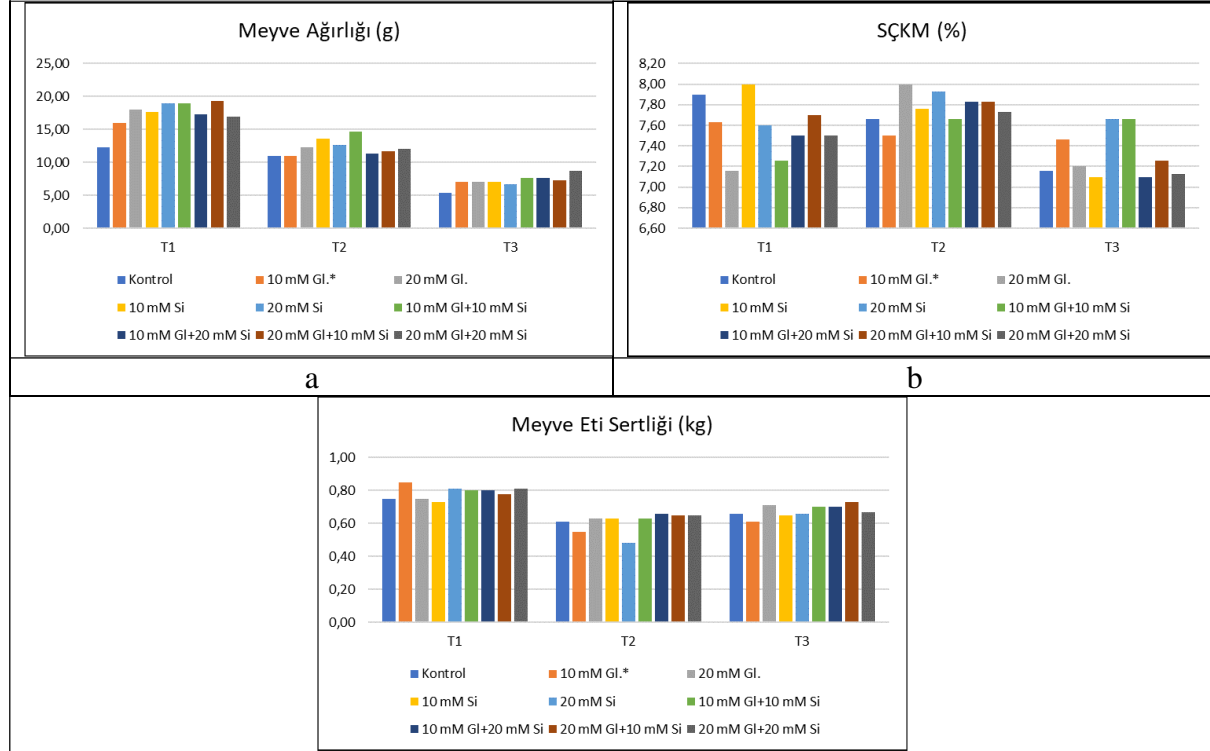 Meyve Ağırlığı (g)
25,00
20,00
15,00
10,00
5,00
0,00
T1 T2 T3
Kontrol 10 mM Gl.* 20 mM Gl.
10 mM Si 20 mM Si 10 mM Gl+10 mM Si
10 mM Gl+20 mM Si 20 mM Gl+10 mM Si 20 mM Gl+20 mM Si
a
SÇKM (%)
8,20
8,00
7,80
7,60
7,40
7,20
7,00
6,80
6,60
T1 T2 T3
Kontrol 10 mM Gl.* 20 mM Gl.
10 mM Si 20 mM Si 10 mM Gl+10 mM Si
10 mM Gl+20 mM Si 20 mM Gl+10 mM Si 20 mM Gl+20 mM Si
b
Meyve Eti Sertliği (kg)
1,00
0,80
0,60
0,40
0,20
0,00
T1 T2 T3
Kontrol 10 mM Gl.* 20 mM Gl.
10 mM Si 20 mM Si 10 mM Gl+10 mM Si
10 mM Gl+20 mM Si 20 mM Gl+10 mM Si 20 mM Gl+20 mM Si